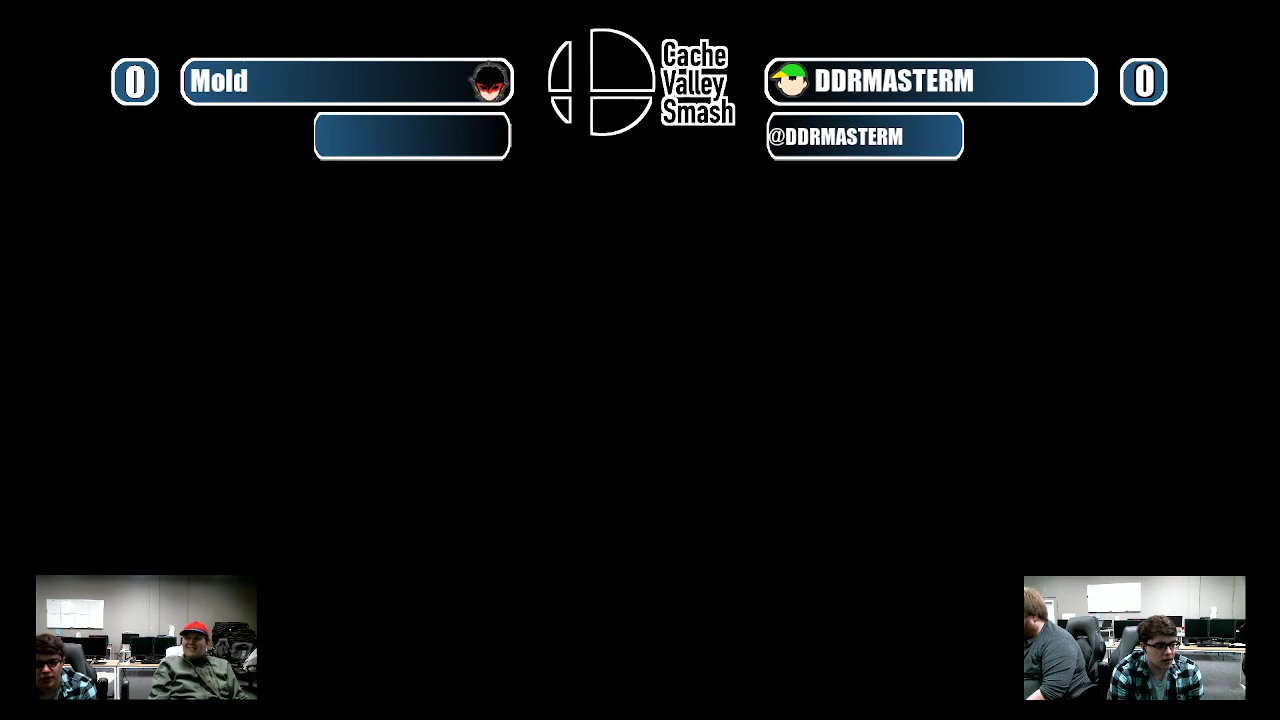 0
Mold
Cache
Valley
Smash
DDRMASTERM
0
@DDRMASTERM